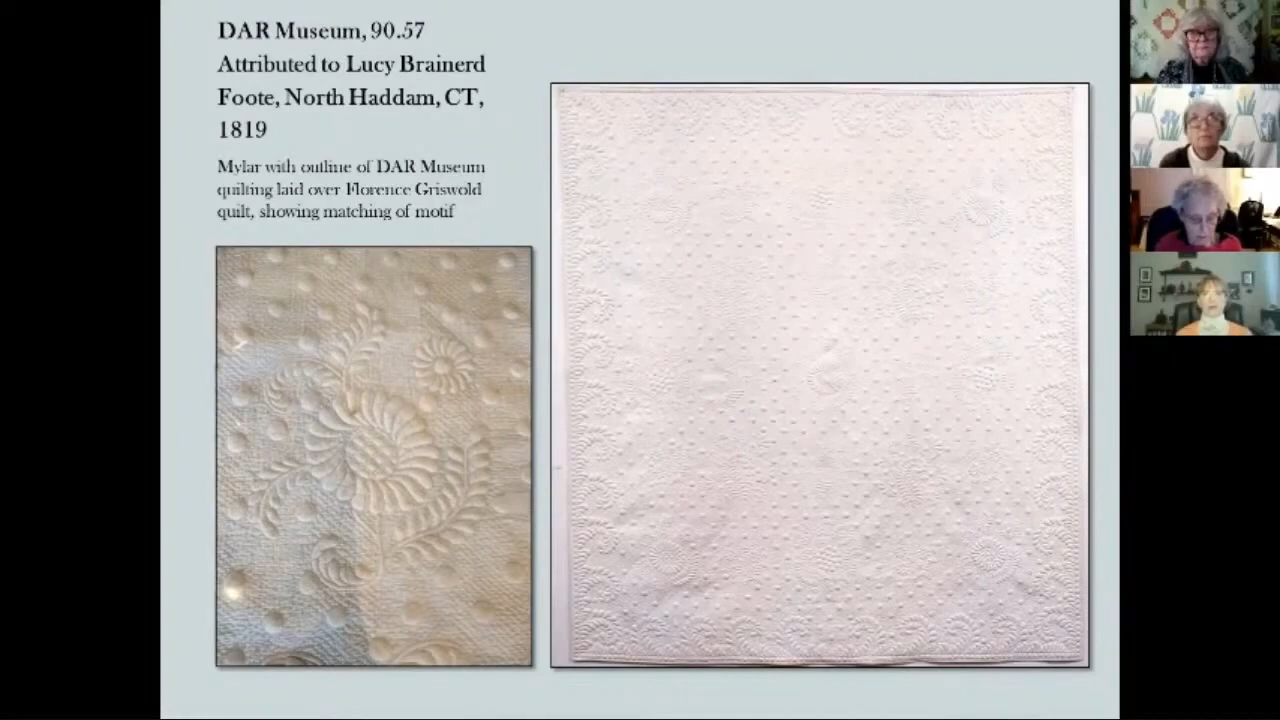 DAR Museum, 90.57
Attributed to Lucy Brainerd
Foote, North Haddam, CT,
1819
Mylar with outline of DAR Museum
quilting laid over Florence Griswold
quilt, showing matching of motif